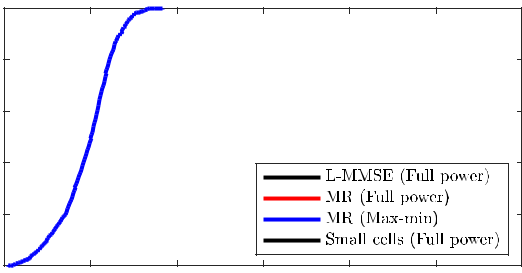 L-MMSE (Full power)
MR (Full power)
MR (Max-min)
Small cells (Full power)